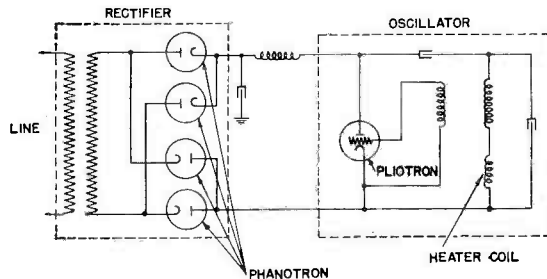 RECTIFIER
OSCILLATOR
LINE
PLIOTRON
HEATER COIL
PHANOTRON